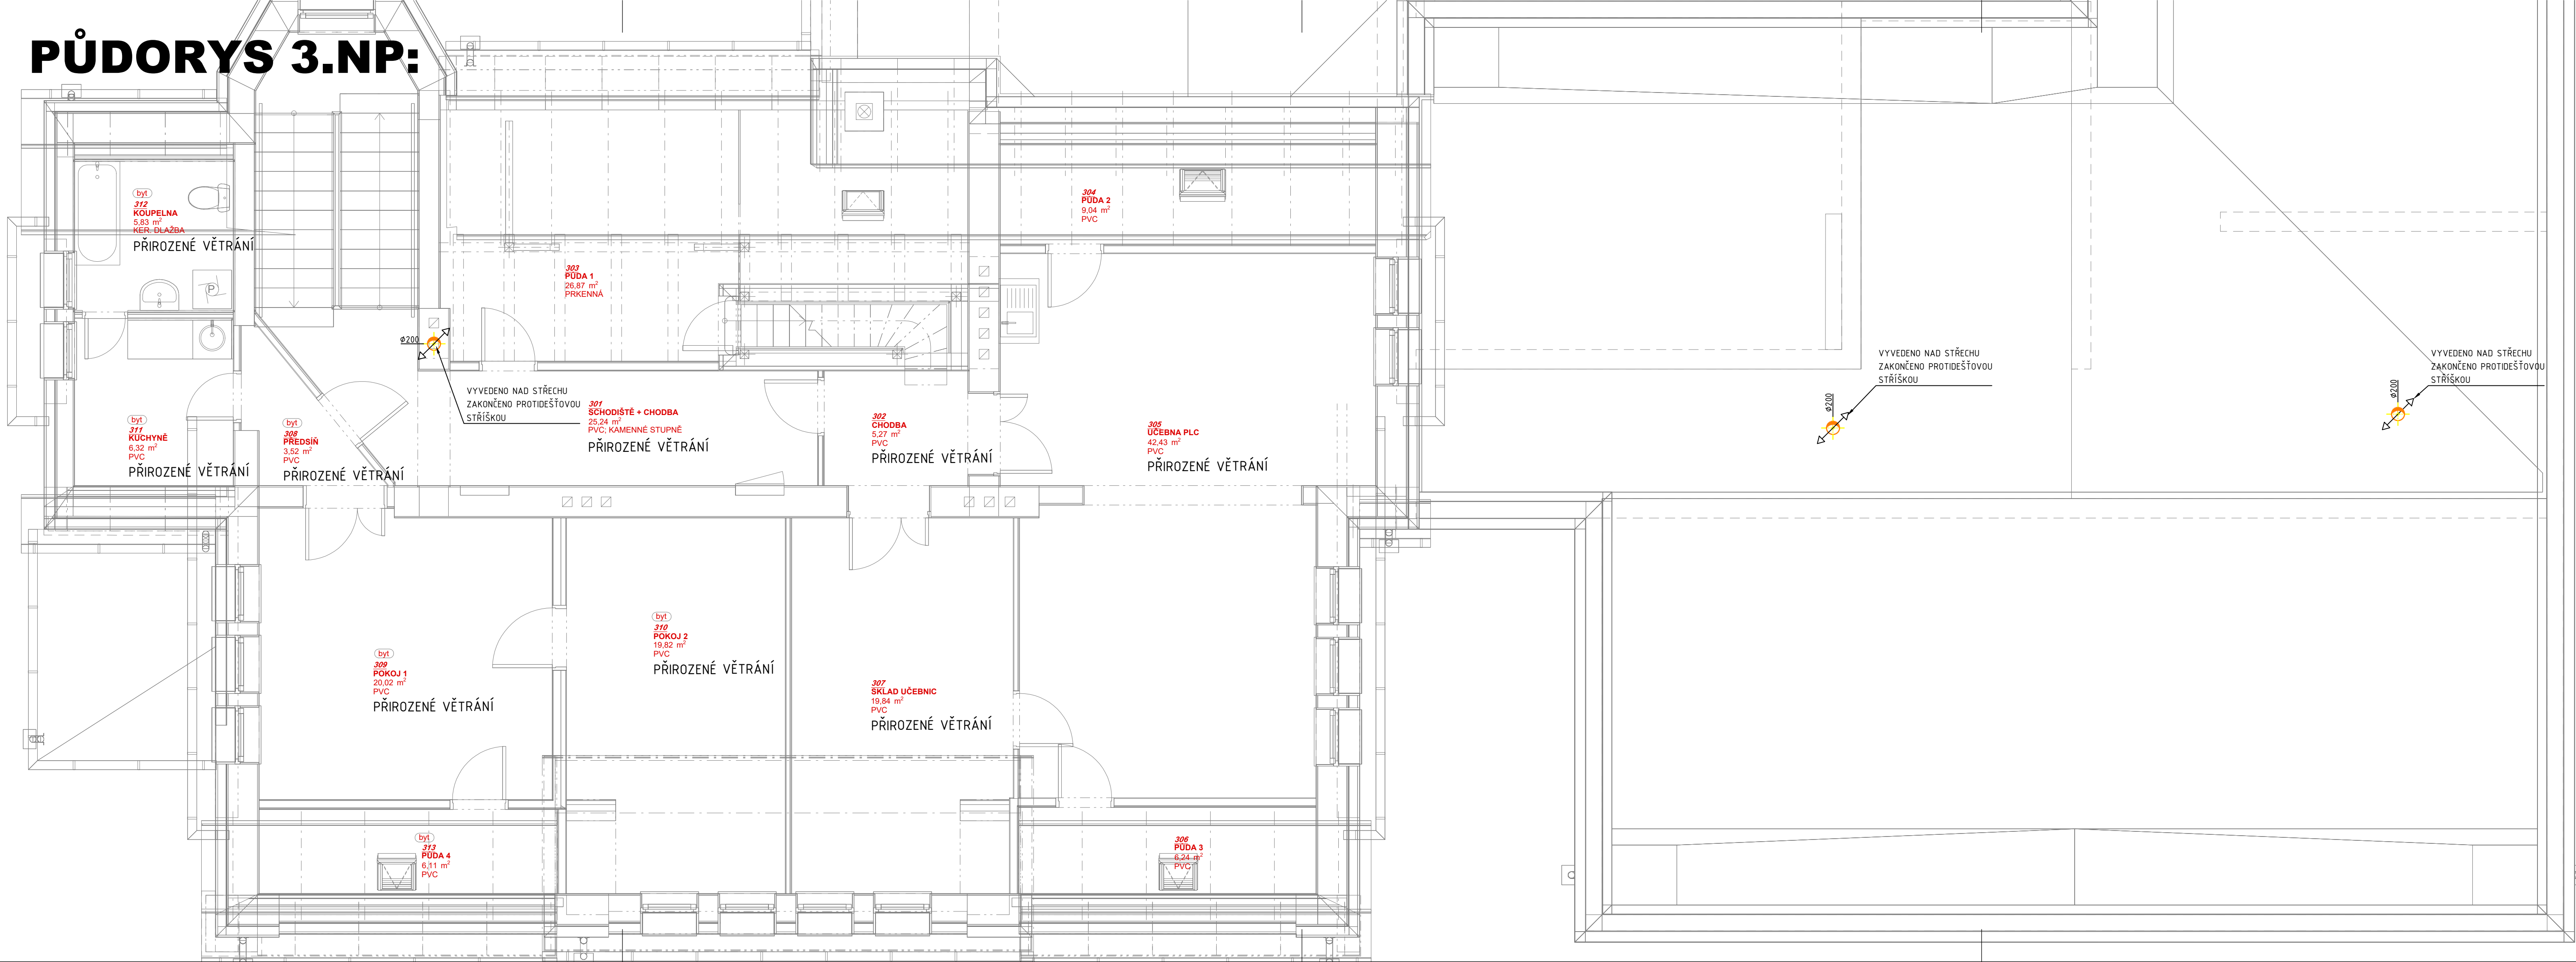 PŮDORYS 3.NP:
byt
312
KOUPELNA
5,83 m²
KER. DLAŽBA
PŘIROZENÉ VĚTRÁNÍ
P
304
PŮDA 2
9,04 m²
PVC
303
PŮDA 1
26,87 m²
PRKENNÁ
Ø200
VYVEDENO NAD STŘECHU
ZAKONČENO PROTIDEŠŤOVOU
STŘÍŠKOU
301
SCHODIŠTĚ + CHODBA
25,24 m²
PVC; KAMENNÉ STUPNĚ
PŘIROZENÉ VĚTRÁNÍ
302
CHODBA
5,27 m²
PVC
PŘIROZENÉ VĚTRÁNÍ
305
UČEBNA PLC
42,43 m²
PVC
PŘIROZENÉ VĚTRÁNÍ
Ø200
VYVEDENO NAD STŘECHU
ZAKONČENO PROTIDEŠŤOVOU
STŘÍŠKOU
Ø200
VYVEDENO NAD STŘECHU
ZAKONČENO PROTIDEŠŤOVOU
STŘÍŠKOU
byt
311
KUCHYNĚ
6,32 m²
PVC
PŘIROZENÉ VĚTRÁNÍ
byt
308
PŘEDSÍŇ
3,52 m²
PVC
PŘIROZENÉ VĚTRÁNÍ
byt
309
POKOJ 1
20,02 m²
PVC
PŘIROZENÉ VĚTRÁNÍ
byt
310
POKOJ 2
19,82 m²
PVC
PŘIROZENÉ VĚTRÁNÍ
307
SKLAD UČEBNIC
19,84 m²
PVC
PŘIROZENÉ VĚTRÁNÍ
byt
313
PŮDA 4
6,11 m²
PVC
306
PŮDA 3
6,24 m²
PVC